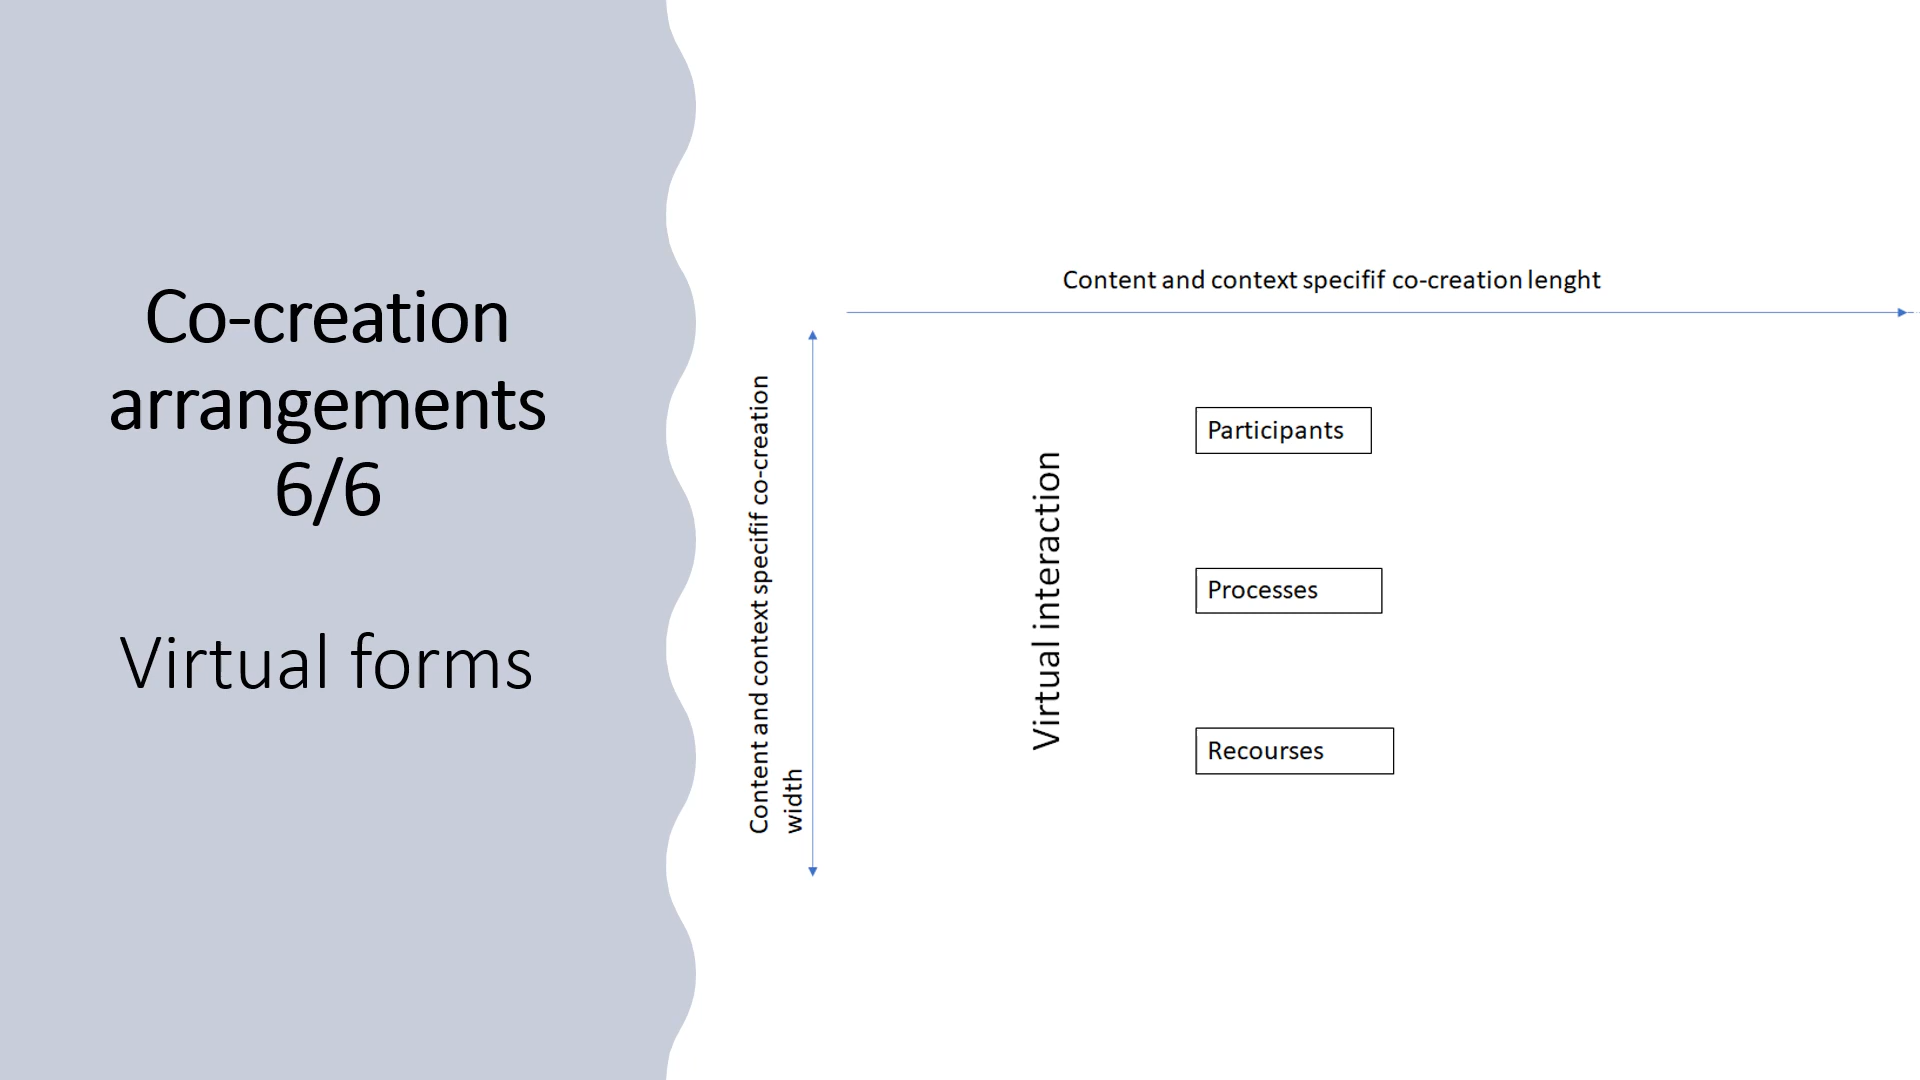 Co-creation
arrangements
6/6
Virtual forms
Content and context specifif co-creation lenght
Content and context specifif co-creation
width
Virtual interaction
Participants
Processes
Recourses